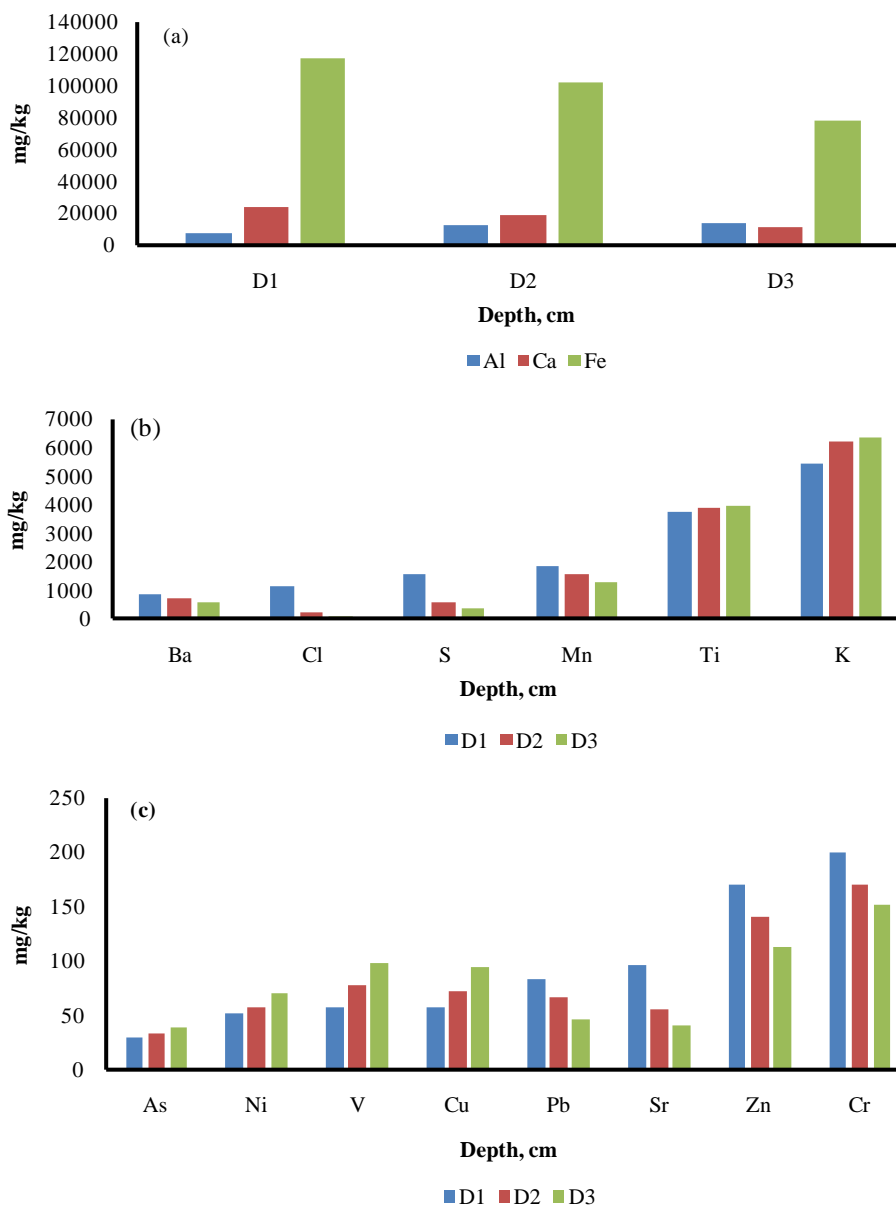 (a)
140000
120000
100000
80000
60000
40000
20000
0
mg/kg
D1 D2 D3
Depth, cm
Al Ca Fe
(b)
7000
6000
5000
4000
3000
2000
1000
0
mg/kg
Ba Cl S Mn Ti K
Depth, cm
D1 D2 D3
(c)
250
200
150
100
50
0
mg/kg
As Ni V Cu Pb Sr Zn Cr
Depth, cm
D1 D2 D3